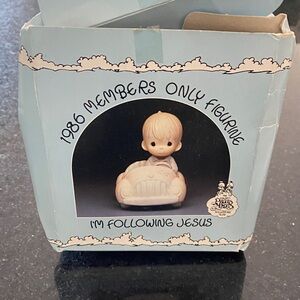 1986 MEMBERS ONLY FIGURINE
I'M FOLLOWING JESUS